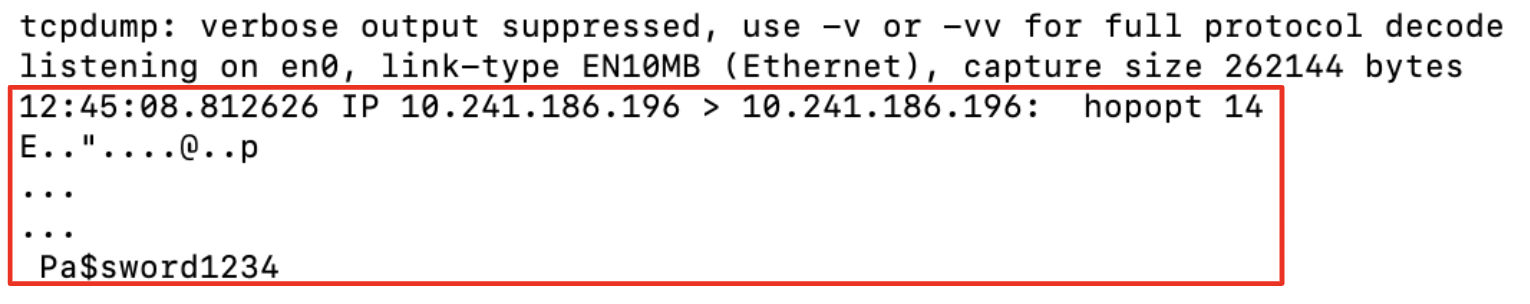 tcpdump: verbose output suppressed, use -v or -vv for full protocol decode
listening on en0, link-type EN10MB (Ethernet), capture size 262144 bytes
12:45:08.812626 IP 10.241.186.196 > 10.241.186.196:  hopopt 14
E.."....@..p
...
...
 Pa$sword1234